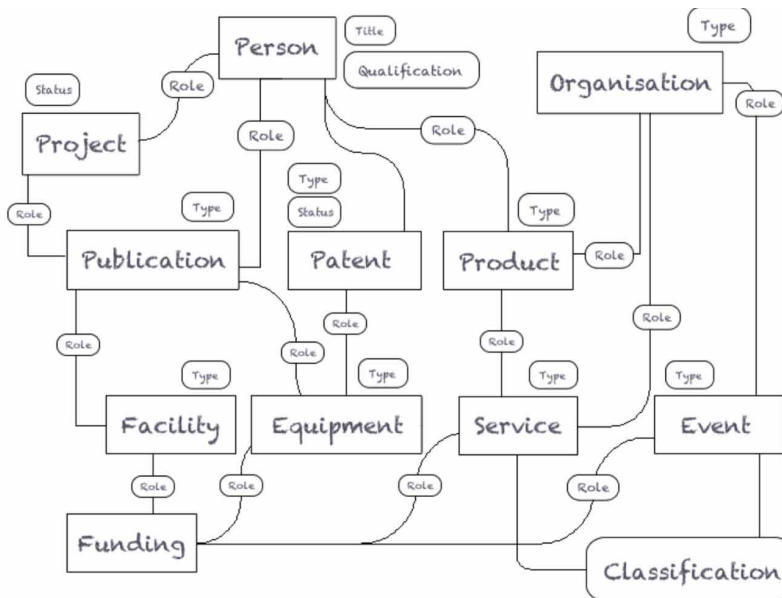 Type
Person
Title
Organisation
Qualification
Status
Role
Role
Project
Role
Role
Type
Role
Type
Status
Type
Publication
Patent
Product
Role
Role
Role
Role
Role
Role
Type
Type
Type
Type
Facility
Equipment
Service
Event
Role
Role
Role
Role
Funding
Classification